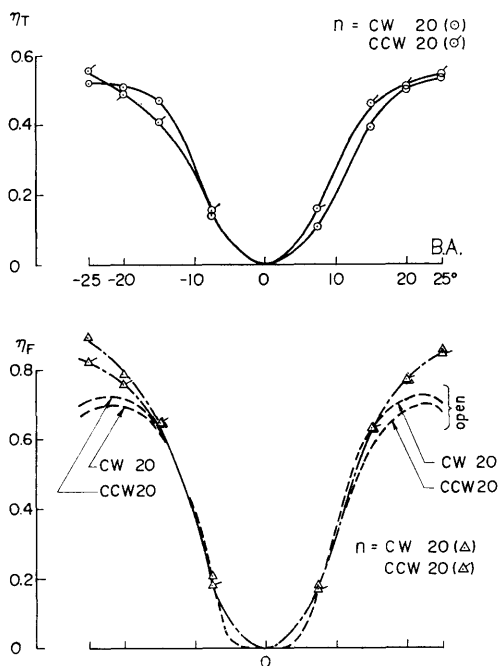 ηT
n = CW 20 (⊙)
CCW 20 (⊙)
0.6
0.4
0.2
0
B.A.
-25 -20 -10 0 10 20 25°
ηF
0.8
0.6
0.4
0.2
0
open
CW 20
CCW20
CW 20
CCW20
n = CW 20 (△)
CCW 20 (△)
0